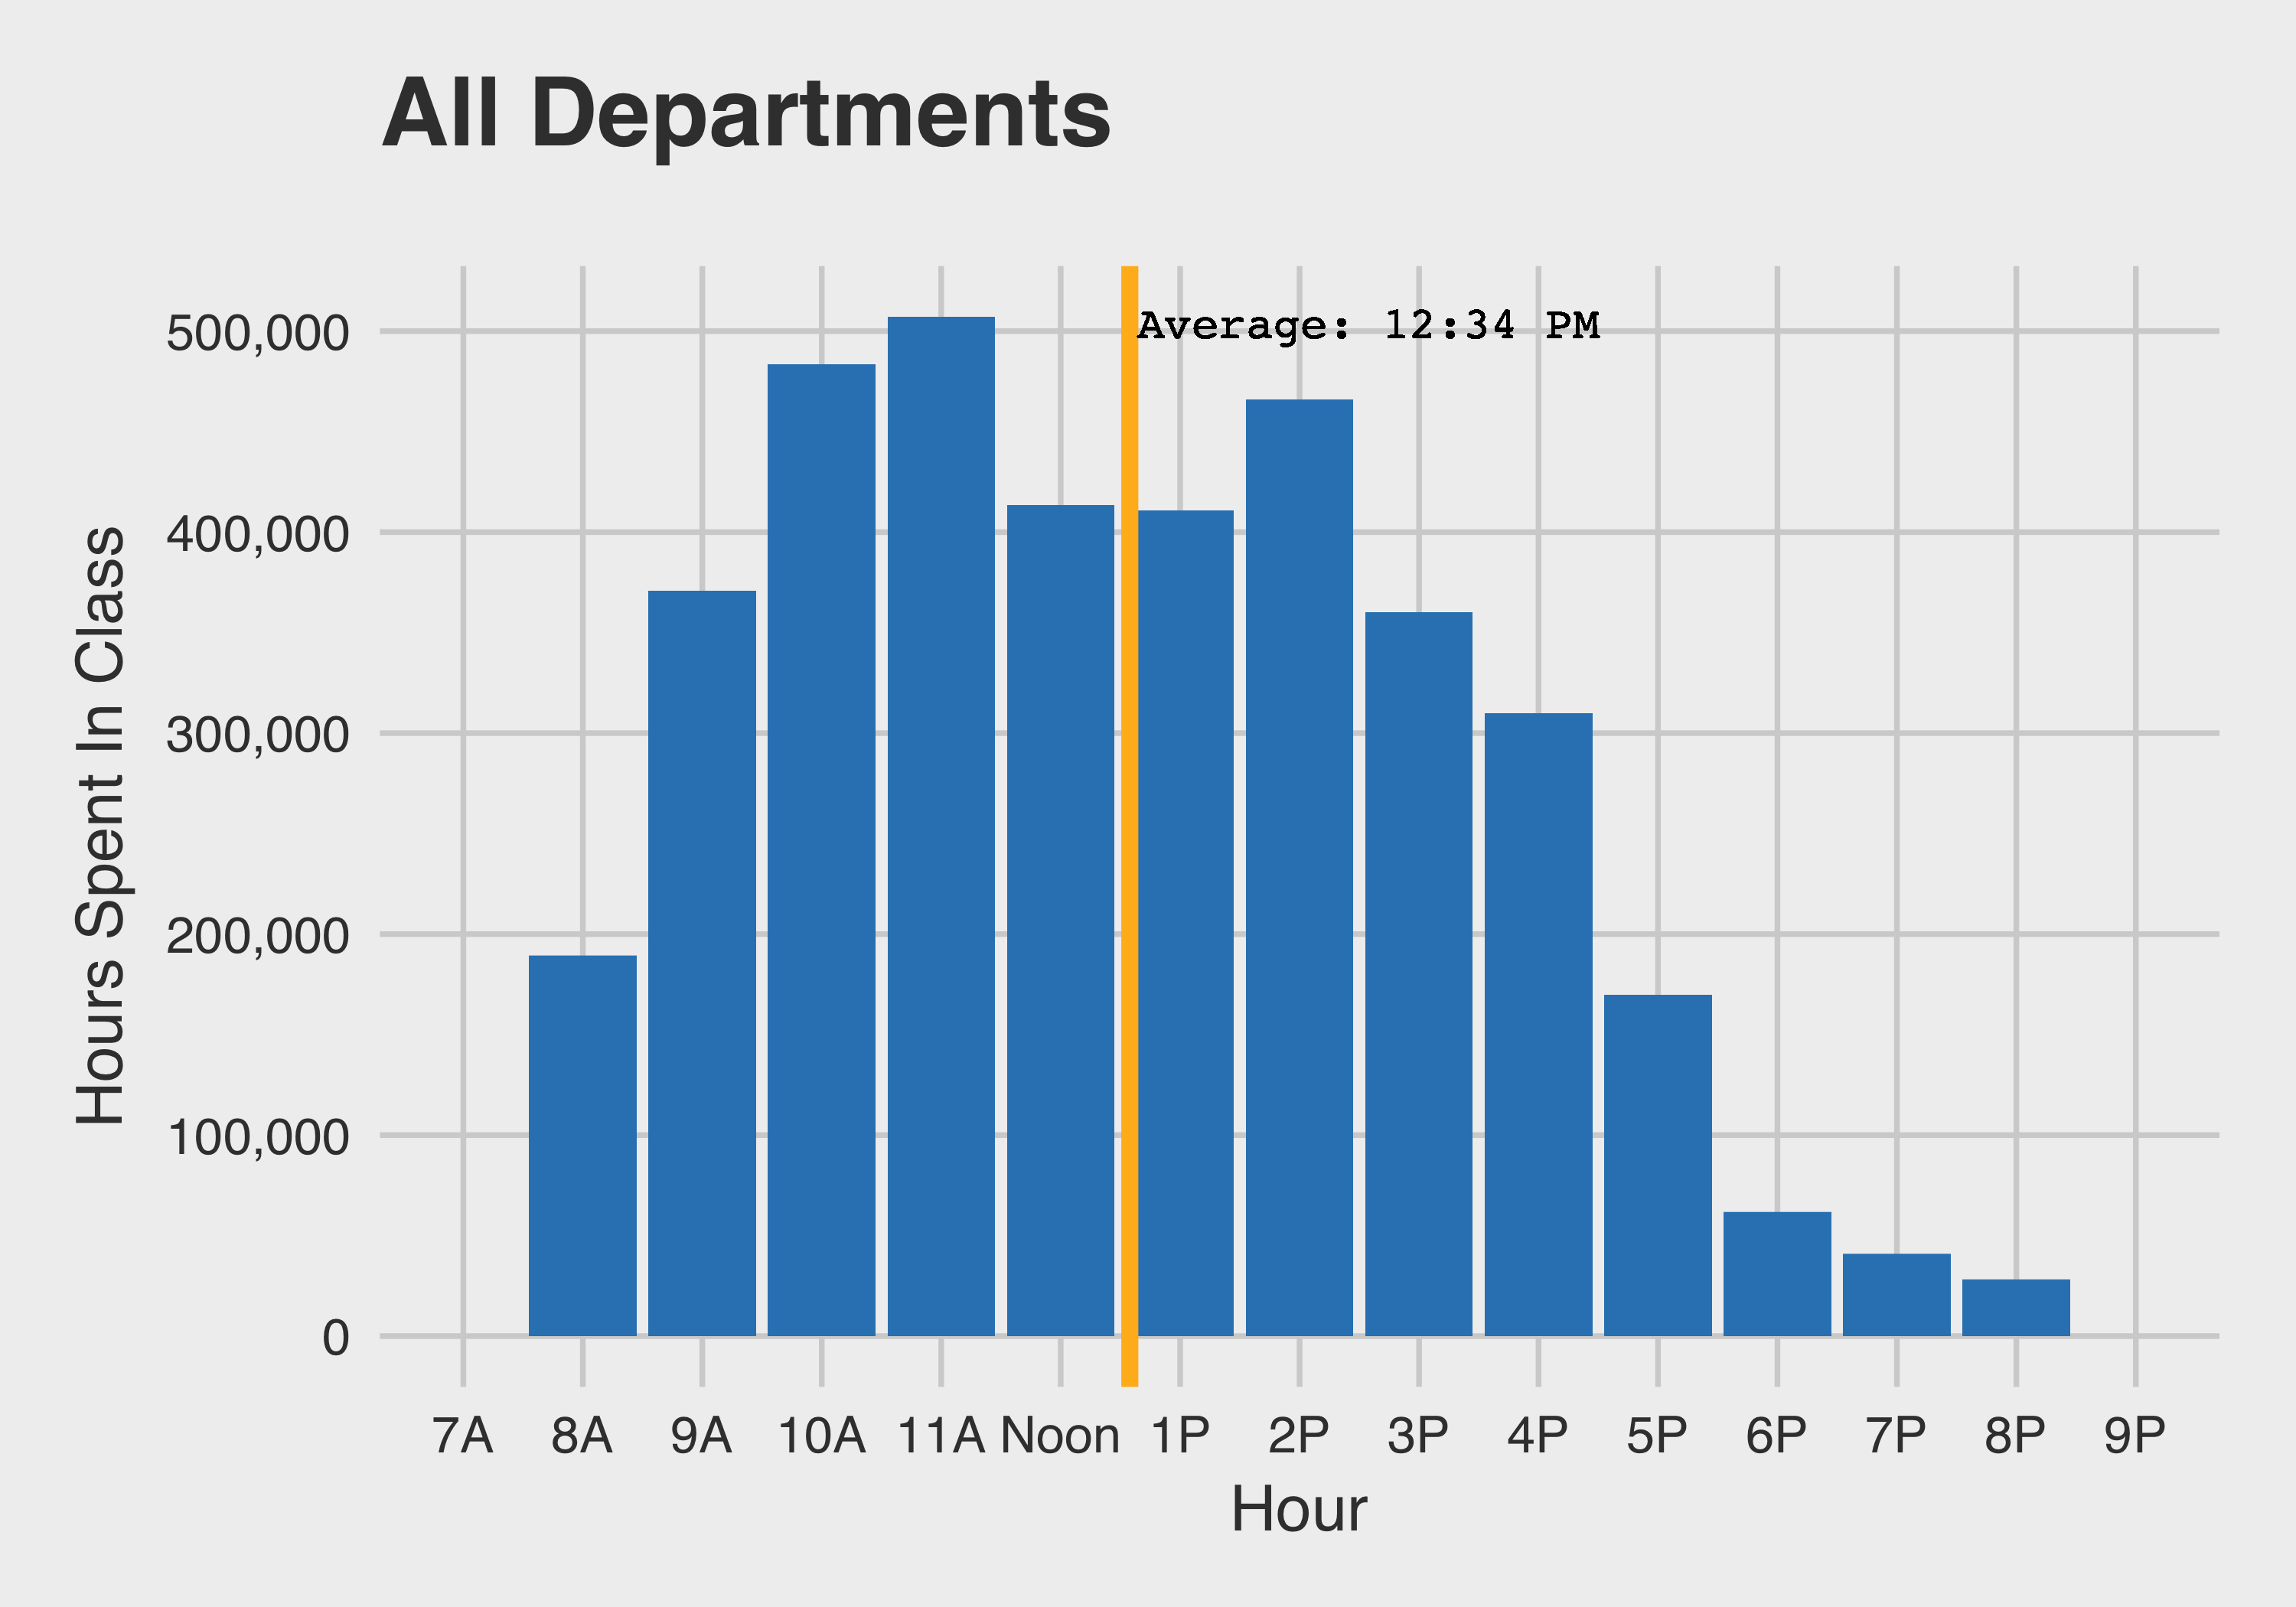 All Departments
Average: 12:34 PM
500,000
400,000
300,000
200,000
100,000
0
Hours Spent In Class
7A 8A 9A 10A 11A Noon 1P 2P 3P 4P 5P 6P 7P 8P 9P
Hour